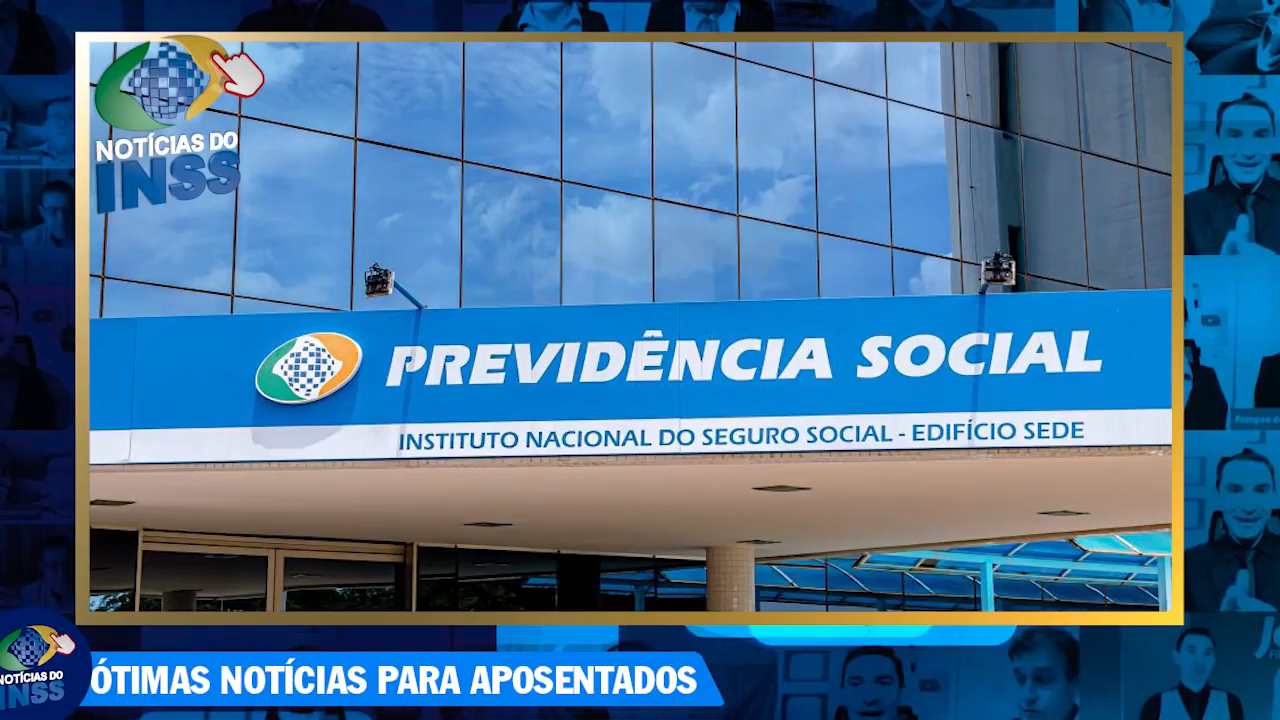 NOTÍCIAS DO
INSS
PREVIDÊNCIA SOCIAL
INSTITUTO NACIONAL DO SEGURO SOCIAL - EDIFÍCIO SEDE
NOTÍCIAS DO
INSS
ÓTIMAS NOTÍCIAS PARA APOSENTADOS